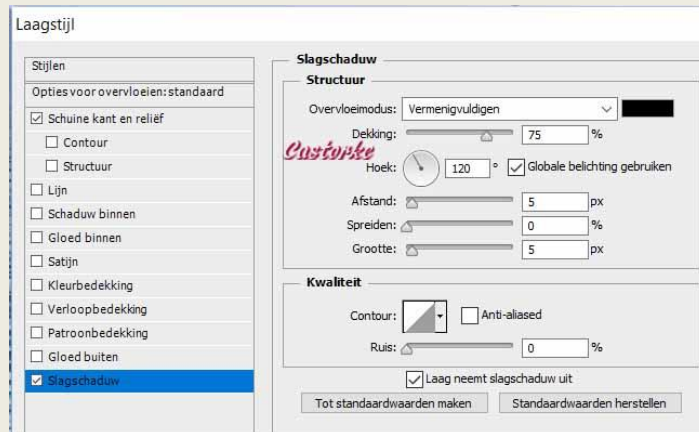 Laagstijl
Stijlen
Opties voor overvloeien: standaard
Schuine kant en reliëf
Contour
Structuur
Lijn
Schaduw binnen
Gloed binnen
Satijn
Kleurbedekking
Verloopbedekking
Patroonbedekking
Gloed buiten
Slagschaduw
Slagschaduw
Structuur
Overvloeimodus: Vermenigvuldigen
Dekking: 75 %
Castorke
Hoek: 120 ° Globale belichting gebruiken
Afstand: 5 px
Spreiden: 0 %
Grootte: 5 px
Kwaliteit
Contour: Anti-aliased
Ruis: 0 %
Laag neemt slagschaduw uit
Tot standaardwaarden maken Standaardwaarden herstellen